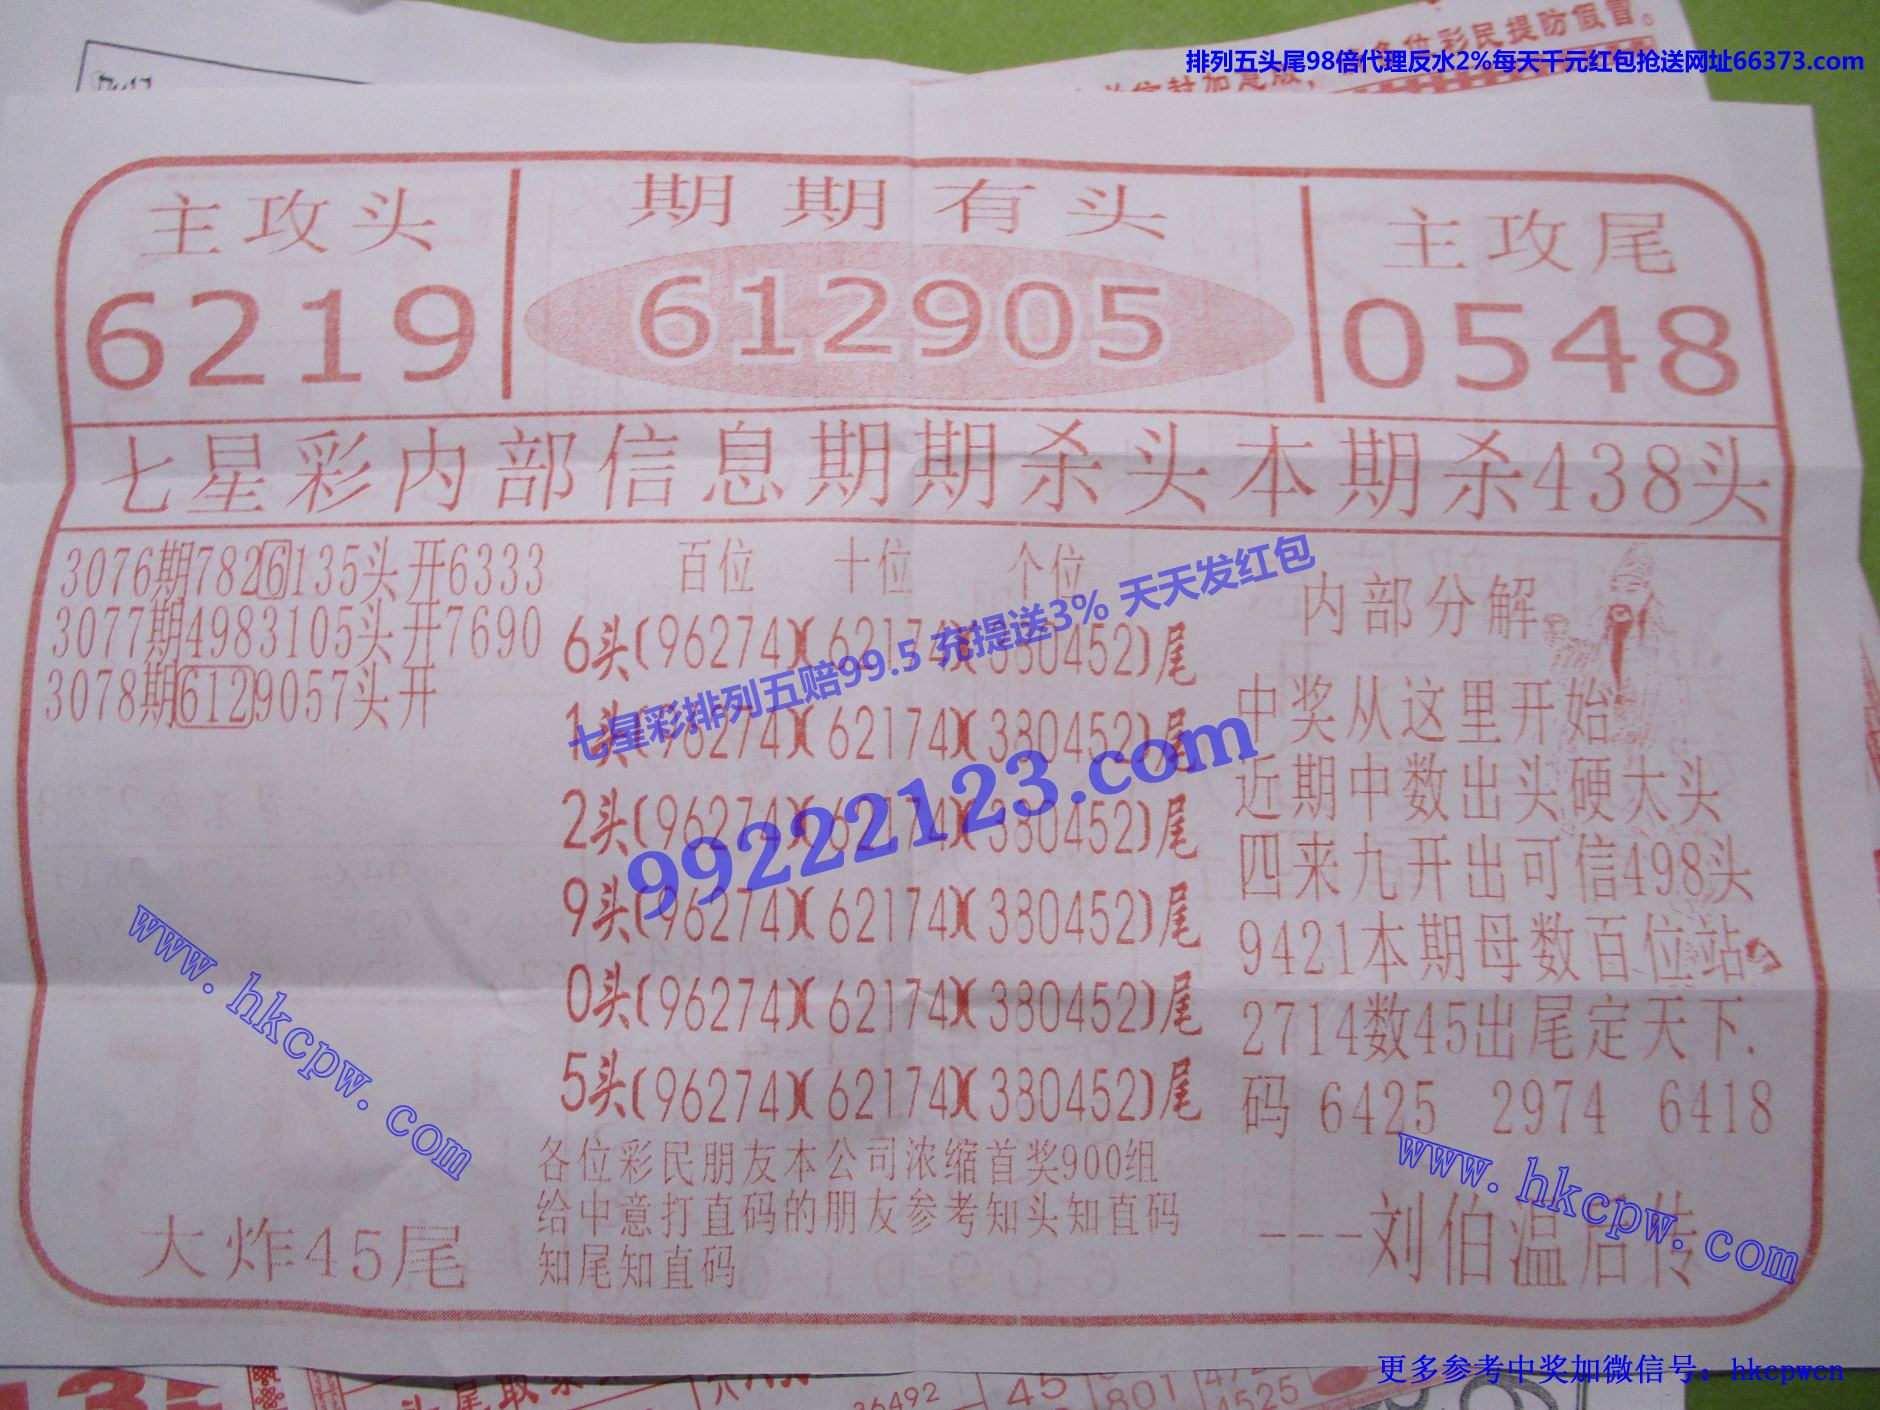 彩民提防假冒。
排列五头尾98倍代理反水2%每天千元红包抢送网址66373.com
主攻头
6219
期期有头
612905
主攻尾
0548
七星彩内部信息期期杀头本期杀438头
3076期7826135头开6333
3077期4983105头开7690
3078期6129057头开
百位 十位 个位
6头(96274)(62174)(380452)尾
1头(96274)(62174)(380452)尾
2头(96274)(62174)(380452)尾
9头(96274)(62174)(380452)尾
0头(96274)(62174)(380452)尾
5头(96274)(62174)(380452)尾
七星彩排列五赔99.5 充提送3% 天天发红包
99222123.com
各位彩民朋友本公司浓缩首奖900组
给中意打直码的朋友参考知头知直码
知尾知直码
大炸45尾
内部分解
中奖从这里开始
近期中数出头硬大头
四来九开出可信498头
9421本期母数百位站
2714数45出尾定天下.
码 6425 2974 6418
---刘伯温后传
www.hkcpw.com
www.hkcpw.com
更多参考中奖加微信号：hkcpwcn
36492
45
801
4525